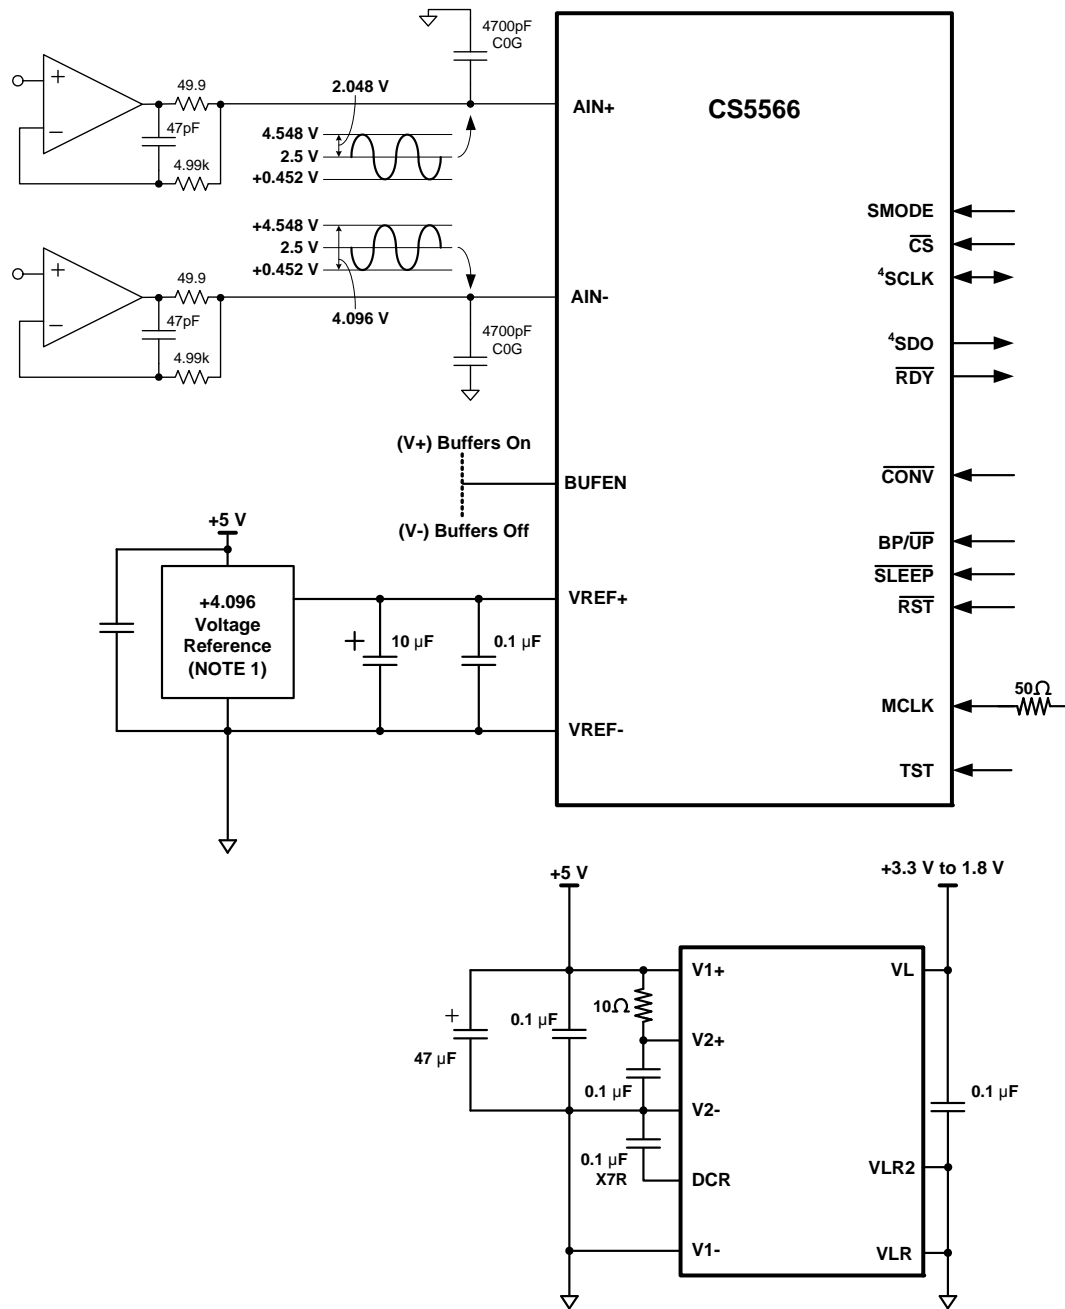 4700pF
C0G
49.9
2.048 V
AIN+
CS5566
+
−
47pF
4.548 V
2.5 V
+0.452 V
4.99k
SMODE
+4.548 V
2.5 V
+0.452 V
CS
49.9
+
−
4SCLK
AIN-
47pF
4.096 V
4700pF
C0G
4SDO
4.99k
RDY
(V+) Buffers On
BUFEN
CONV
(V-) Buffers Off
+5 V
BP/UP
SLEEP
+4.096
Voltage
Reference
(NOTE 1)
VREF+
RST
+
10 µF
0.1 µF
50Ω
MCLK
VREF-
TST
+5 V
+3.3 V to 1.8 V
V1+
VL
10Ω
+
47 µF
0.1 µF
V2+
0.1 µF
0.1 µF
V2-
0.1 µF
X7R
VLR2
DCR
V1-
VLR